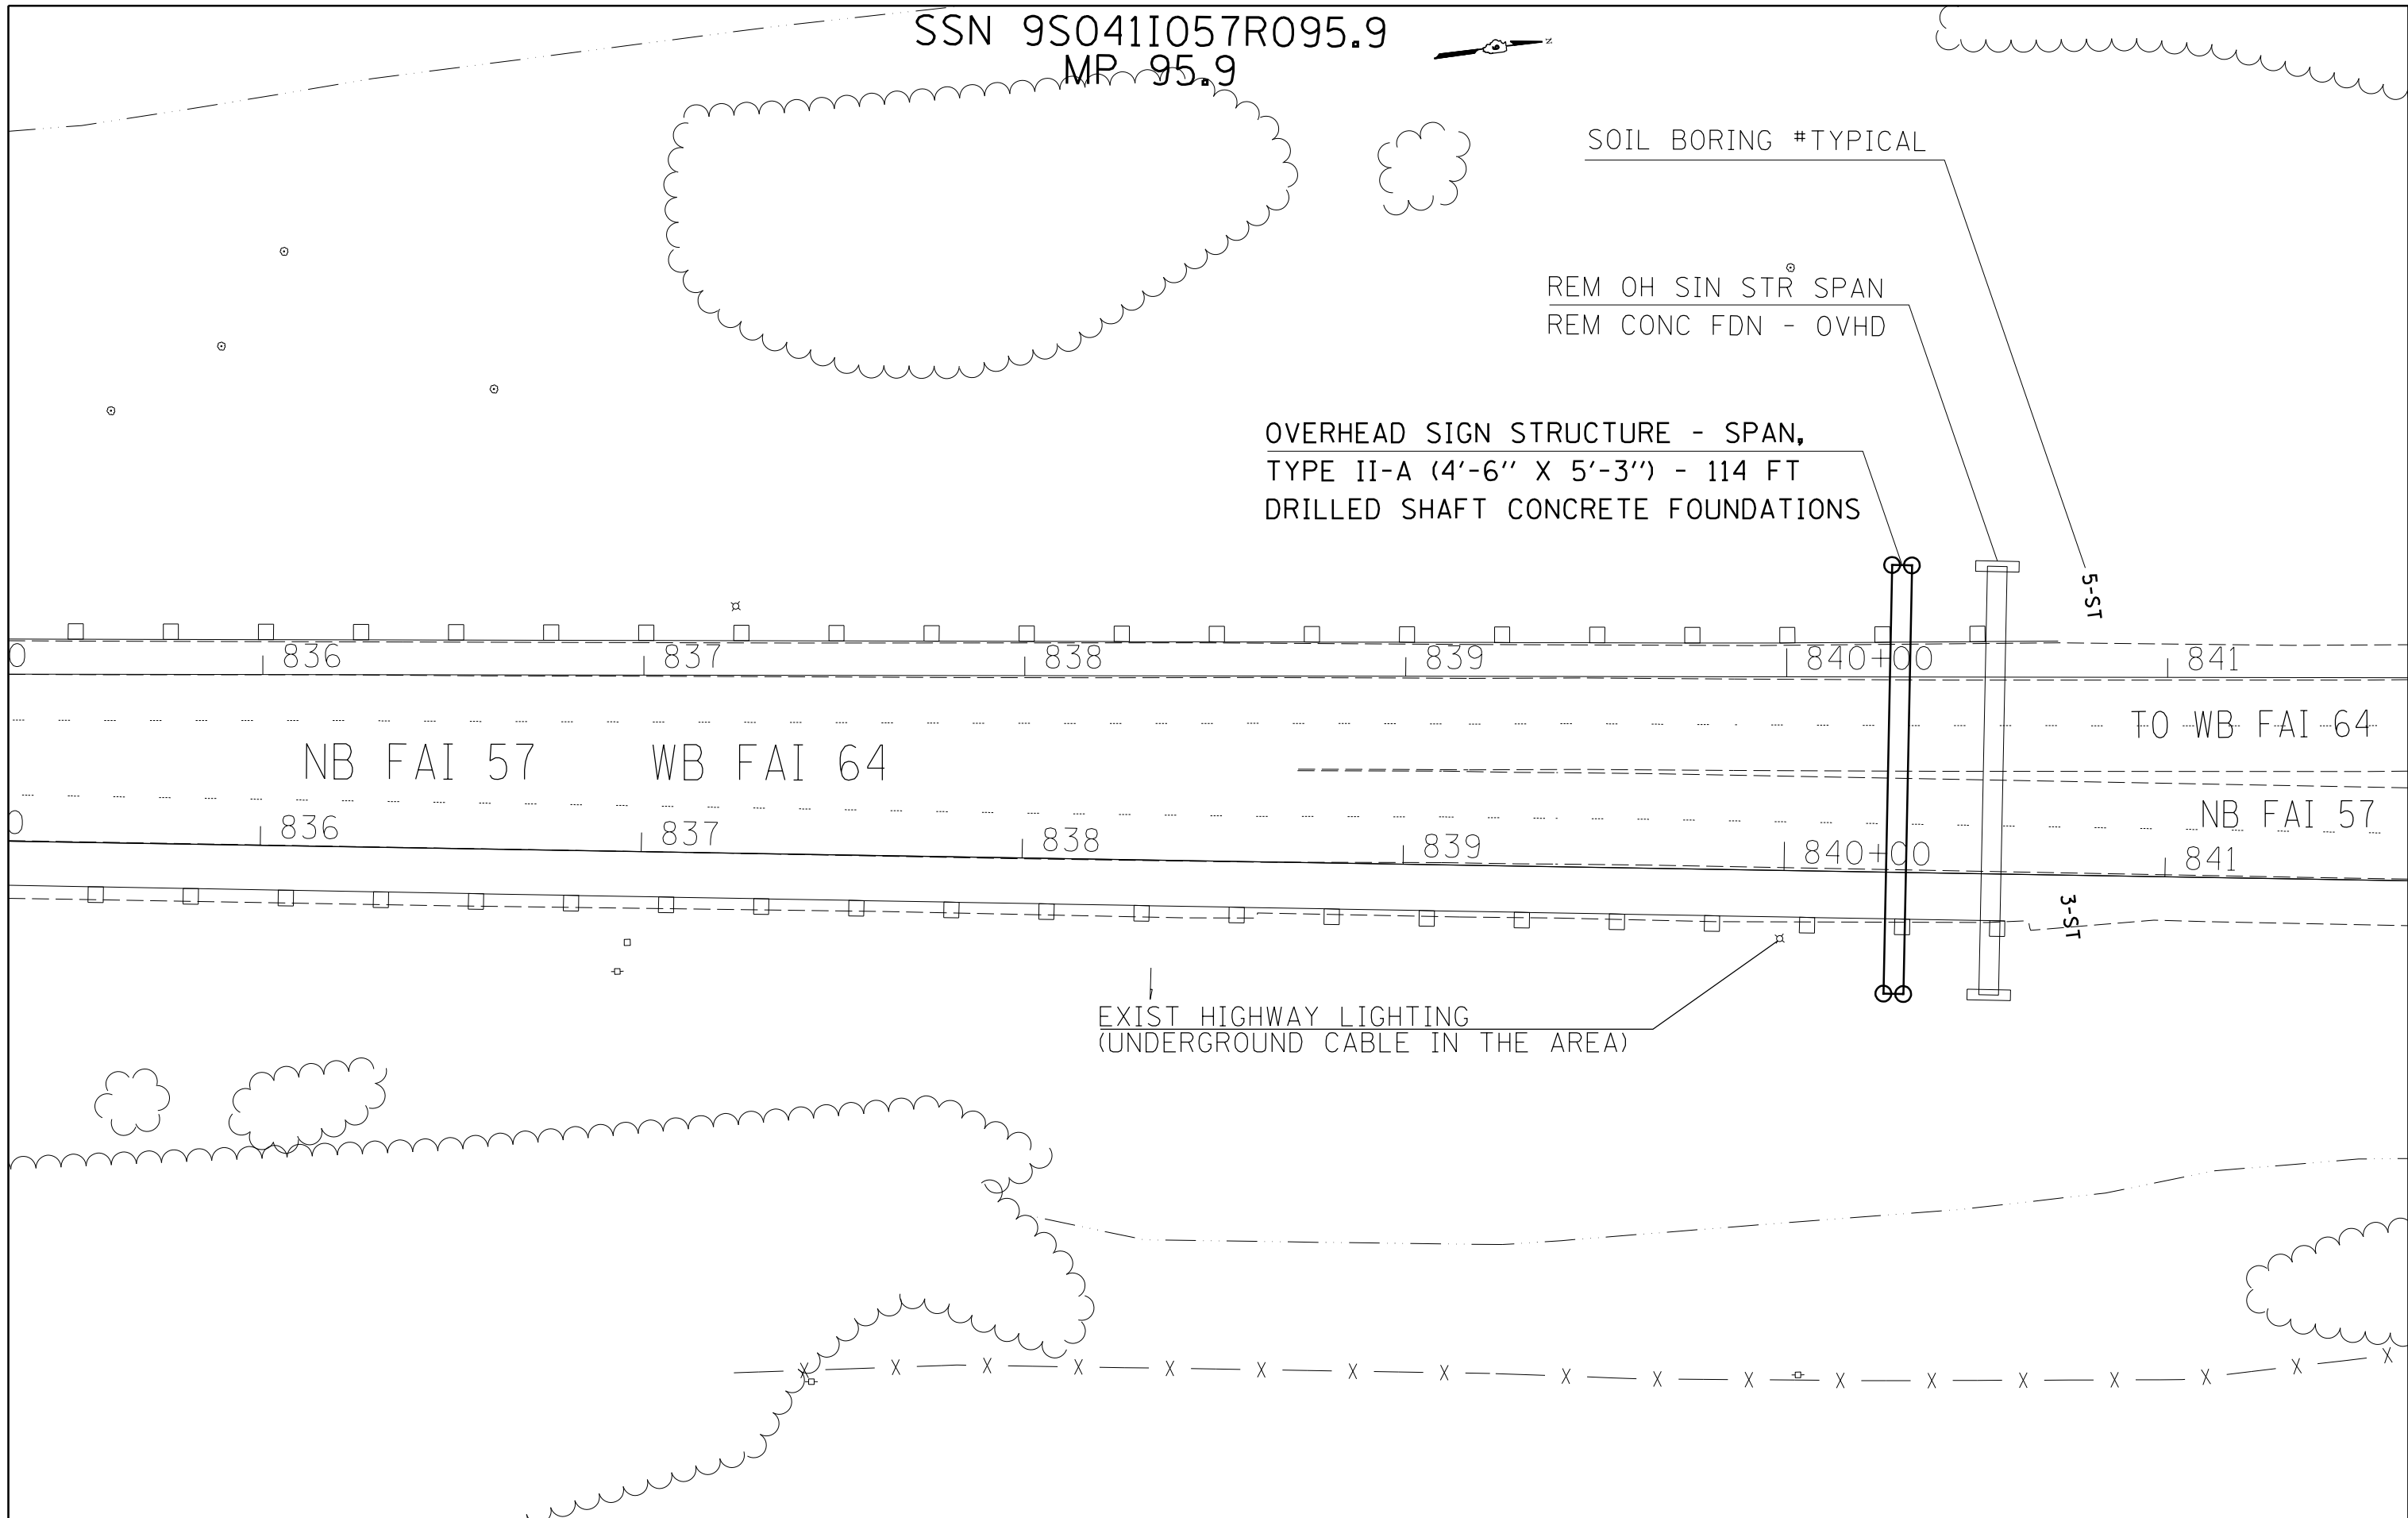 SSN 9S041I057R095.9
MP 95.9
N
SOIL BORING #TYPICAL
REM OH SIN STR SPAN
REM CONC FDN - OVHD
OVERHEAD SIGN STRUCTURE - SPAN,
TYPE II-A (4'-6'' X 5'-3'') - 114 FT
DRILLED SHAFT CONCRETE FOUNDATIONS
5-ST
0 836 837 838 839 840+00 841
TO WB FAI 64
NB FAI 57 WB FAI 64
NB FAI 57
0 836 837 838 839 840+00 841
3-ST
EXIST HIGHWAY LIGHTING
(UNDERGROUND CABLE IN THE AREA)
X X X X X X X X X X X X X X X X X X